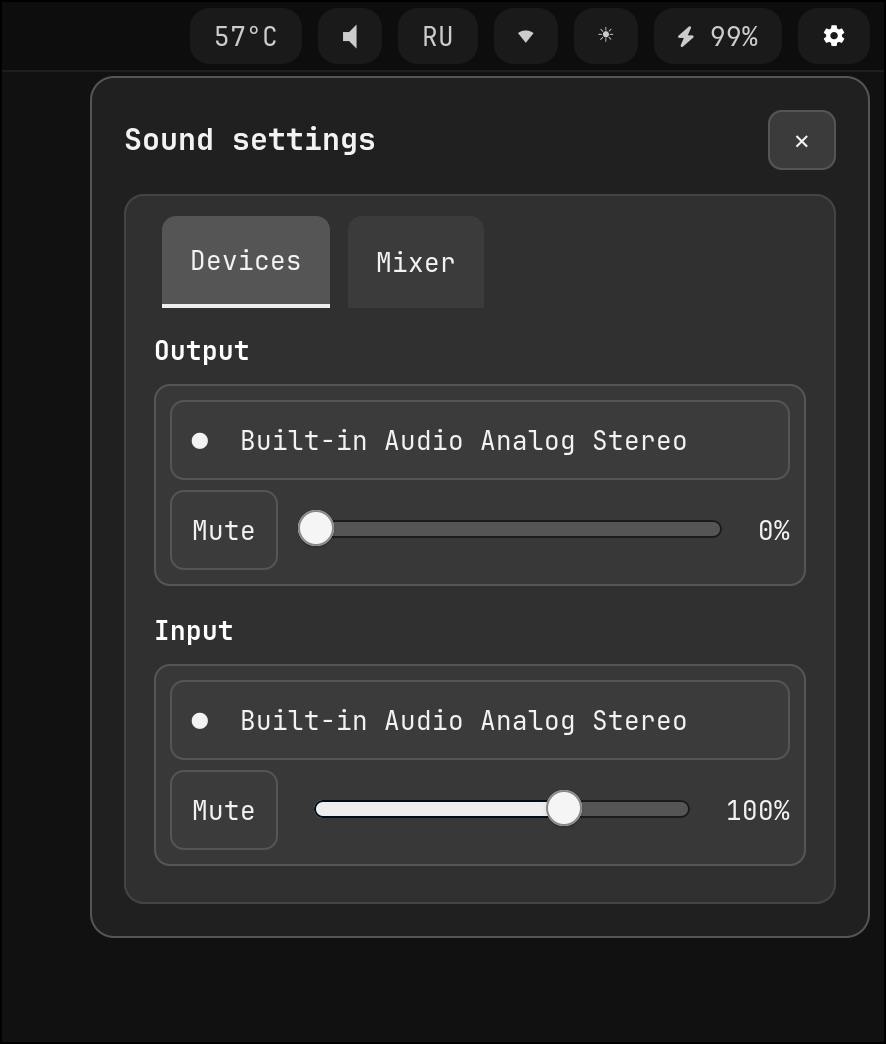 57°C RU 99%
Sound settings
×
Devices Mixer
Output
Built-in Audio Analog Stereo
Mute 0%
Input
Built-in Audio Analog Stereo
Mute 100%